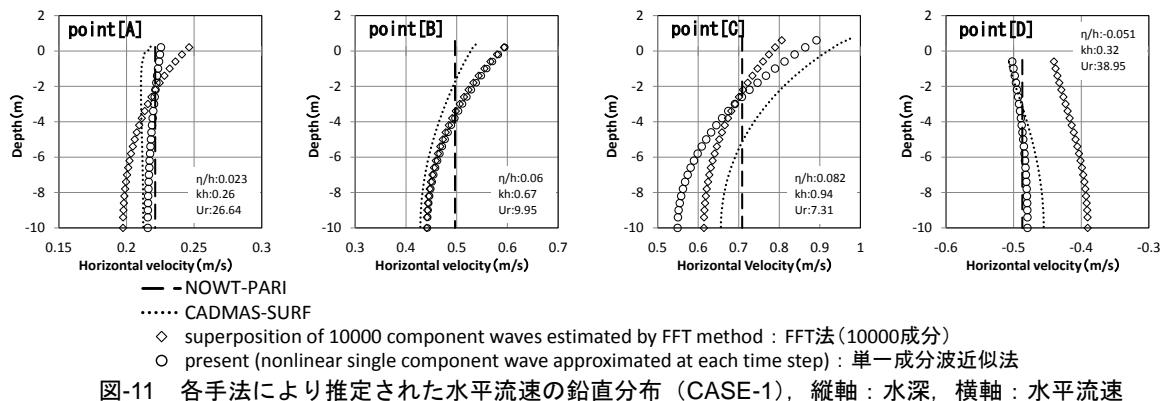 point[A]
2
0
-2
-4
-6
-8
-10
Depth(m)
η/h:0.023
kh:0.26
Ur:26.64
0.15 0.2 0.25 0.3
Horizontal velocity(m/s)
point[B]
2
0
-2
-4
-6
-8
-10
Depth(m)
η/h:0.06
kh:0.67
Ur:9.95
0.3 0.4 0.5 0.6 0.7
Horizontal velocity(m/s)
point[C]
2
0
-2
-4
-6
-8
-10
Depth(m)
η/h:0.082
kh:0.94
Ur:7.31
0.5 0.6 0.7 0.8 0.9 1
Horizontal Velocity(m/s)
point[D]
2
0
-2
-4
-6
-8
-10
Depth(m)
η/h:-0.051
kh:0.32
Ur:38.95
-0.6 -0.5 -0.4 -0.3
Horizontal velocity(m/s)
NOWT-PARI
CADMAS-SURF
superposition of 10000 component waves estimated by FFT method：FFT法(10000成分)
present (nonlinear single component wave approximated at each time step)：単一成分波近似法
図-11 各手法により推定された水平流速の鉛直分布（CASE-1），縦軸：水深，横軸：水平流速